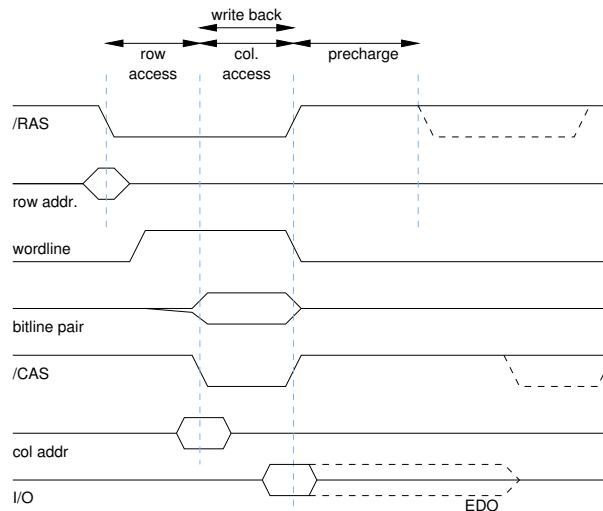 write back
row
access
col.
access
precharge
/RAS
row addr.
wordline
bitline pair
/CAS
col addr
I/O
EDO